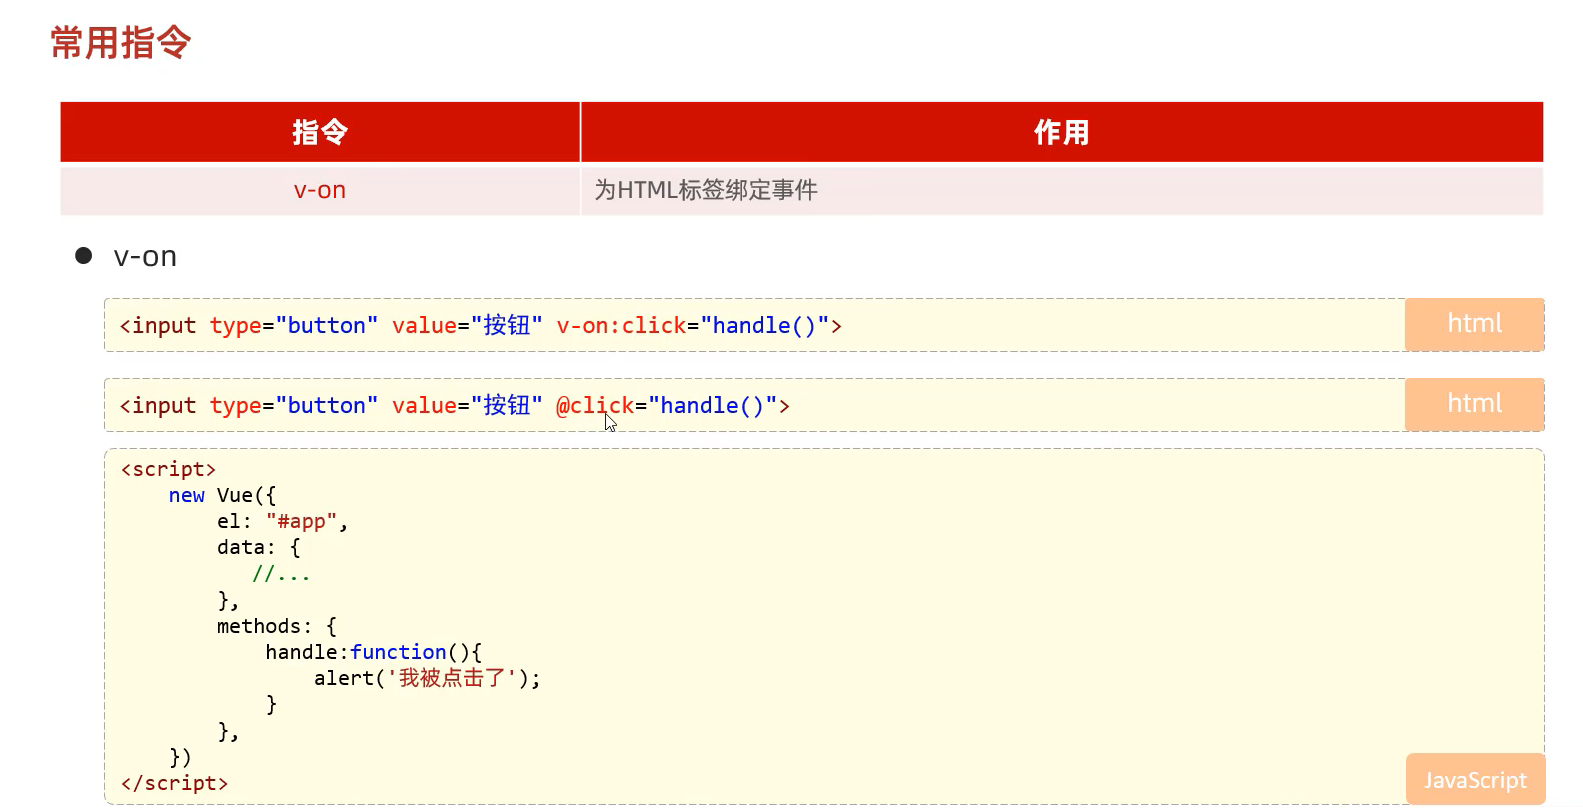 常用指令
指令 作用
v-on 为HTML标签绑定事件
● v-on
<input type="button" value="按钮" v-on:click="handle()"> html
<input type="button" value="按钮" @click="handle()"> html
<script>
    new Vue({
        el: "#app",
        data: {
           //...
        },
        methods: {
            handle:function(){
                alert('我被点击了');
            }
        },
    })
</script>
JavaScript